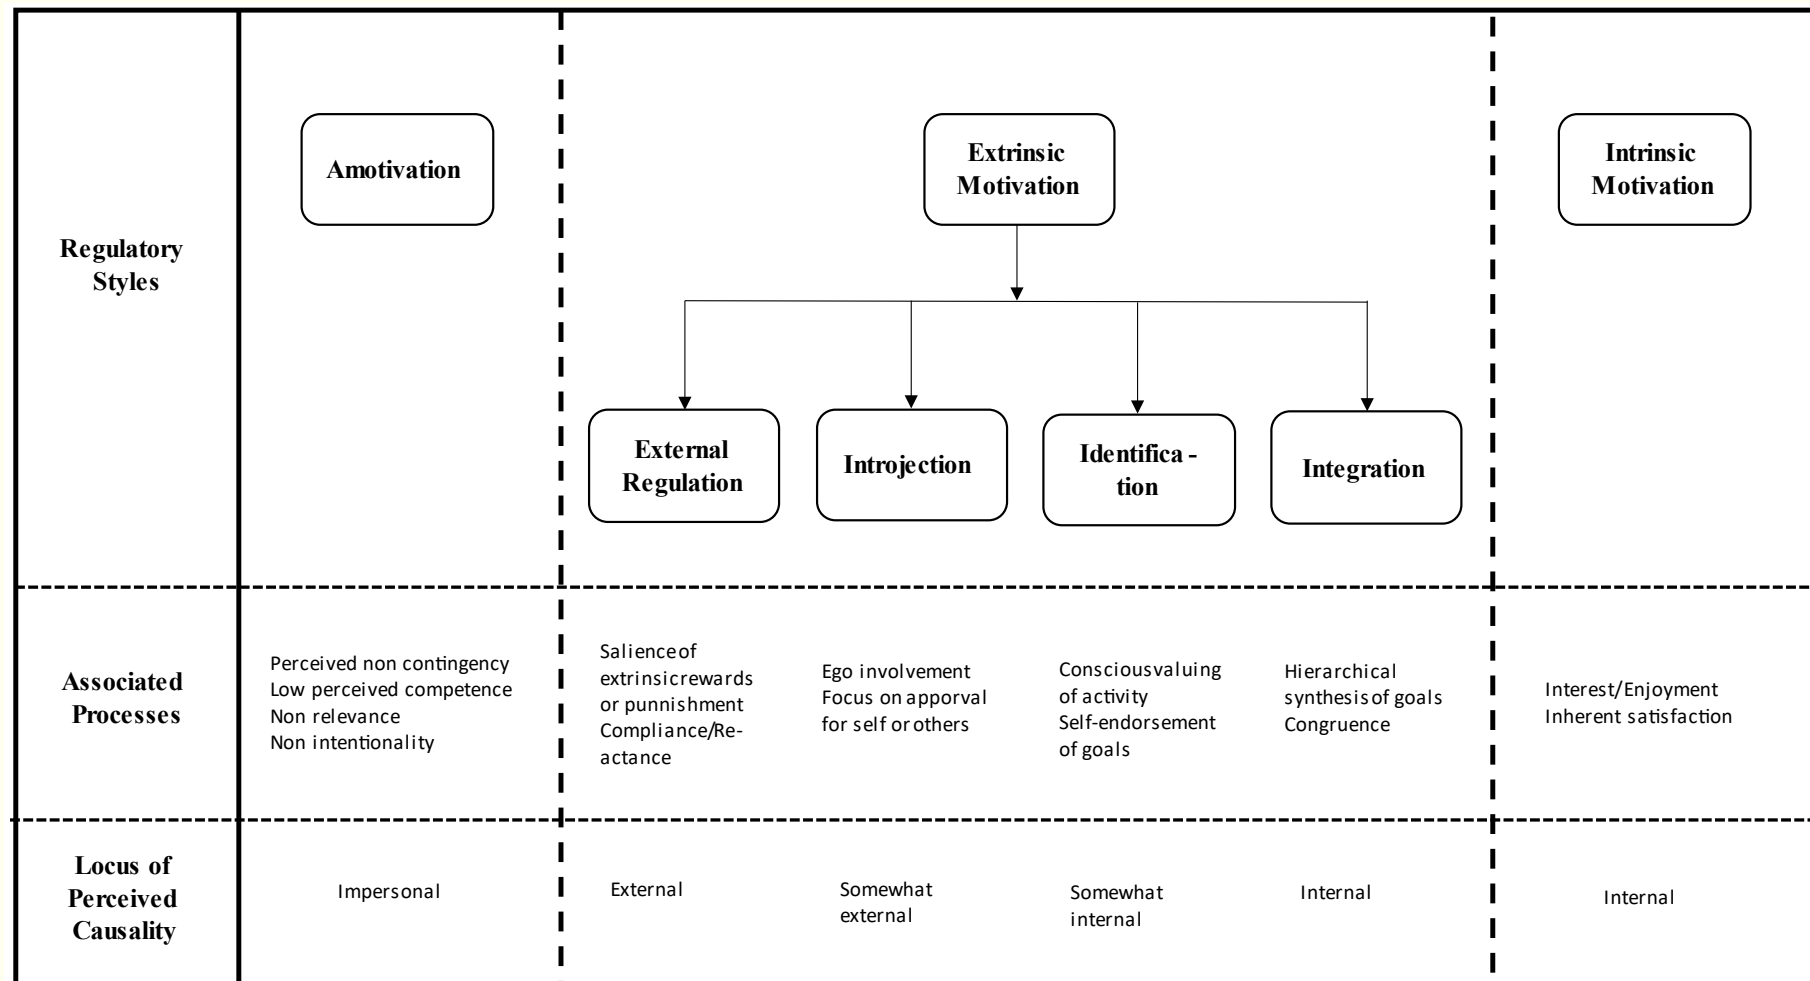 Regulatory
Styles
Amotivation
Extrinsic
Motivation
Intrinsic
Motivation
External
Regulation
Introjection
Identifica -
tion
Integration
Associated
Processes
Perceived non contingency
Low perceived competence
Non relevance
Non intentionality
Salience of
extrinsic rewards
or punnishment
Compliance/Re-
actance
Ego involvement
Focus on apporval
for self or others
Conscious valuing
of activity
Self-endorsement
of goals
Hierarchical
synthesis of goals
Congruence
Interest/Enjoyment
Inherent satisfaction
Locus of
Perceived
Causality
Impersonal
External
Somewhat
external
Somewhat
internal
Internal
Internal